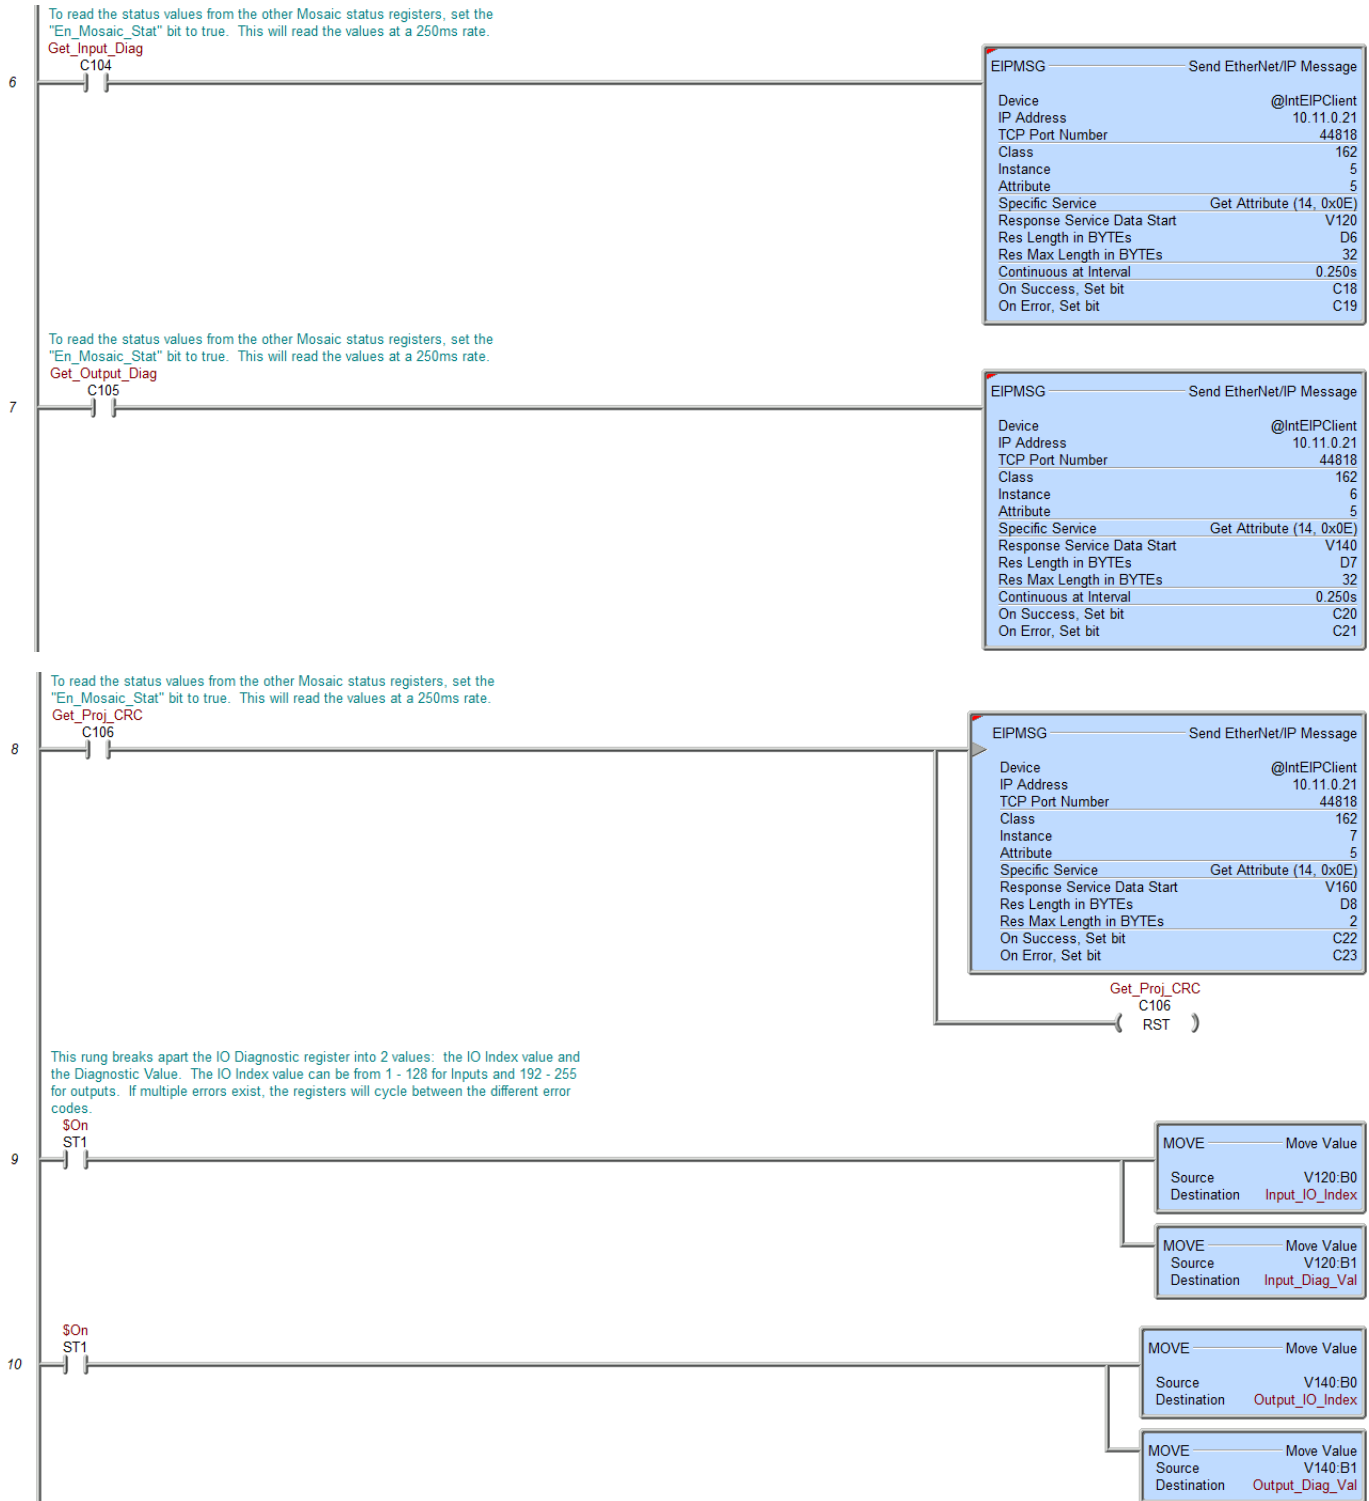 To read the status values from the other Mosaic status registers, set the
"En_Mosaic_Stat" bit to true.  This will read the values at a 250ms rate.
Get_Input_Diag
C104
6
EIPMSG Send EtherNet/IP Message
Device @IntEIPClient
IP Address 10.11.0.21
TCP Port Number 44818
Class 162
Instance 5
Attribute 5
Specific Service Get Attribute (14, 0x0E)
Response Service Data Start V120
Res Length in BYTEs D6
Res Max Length in BYTEs 32
Continuous at Interval 0.250s
On Success, Set bit C18
On Error, Set bit C19
To read the status values from the other Mosaic status registers, set the
"En_Mosaic_Stat" bit to true.  This will read the values at a 250ms rate.
Get_Output_Diag
C105
7
EIPMSG Send EtherNet/IP Message
Device @IntEIPClient
IP Address 10.11.0.21
TCP Port Number 44818
Class 162
Instance 6
Attribute 5
Specific Service Get Attribute (14, 0x0E)
Response Service Data Start V140
Res Length in BYTEs D7
Res Max Length in BYTEs 32
Continuous at Interval 0.250s
On Success, Set bit C20
On Error, Set bit C21
To read the status values from the other Mosaic status registers, set the
"En_Mosaic_Stat" bit to true.  This will read the values at a 250ms rate.
Get_Proj_CRC
C106
8
EIPMSG Send EtherNet/IP Message
Device @IntEIPClient
IP Address 10.11.0.21
TCP Port Number 44818
Class 162
Instance 7
Attribute 5
Specific Service Get Attribute (14, 0x0E)
Response Service Data Start V160
Res Length in BYTEs D8
Res Max Length in BYTEs 2
On Success, Set bit C22
On Error, Set bit C23
Get_Proj_CRC
C106
( RST )
This rung breaks apart the IO Diagnostic register into 2 values:  the IO Index value and
the Diagnostic Value.  The IO Index value can be from 1 - 128 for Inputs and 192 - 255
for outputs.  If multiple errors exist, the registers will cycle between the different error
codes.
$On
ST1
9
MOVE Move Value
Source V120:B0
Destination Input_IO_Index
MOVE Move Value
Source V120:B1
Destination Input_Diag_Val
$On
ST1
10
MOVE Move Value
Source V140:B0
Destination Output_IO_Index
MOVE Move Value
Source V140:B1
Destination Output_Diag_Val